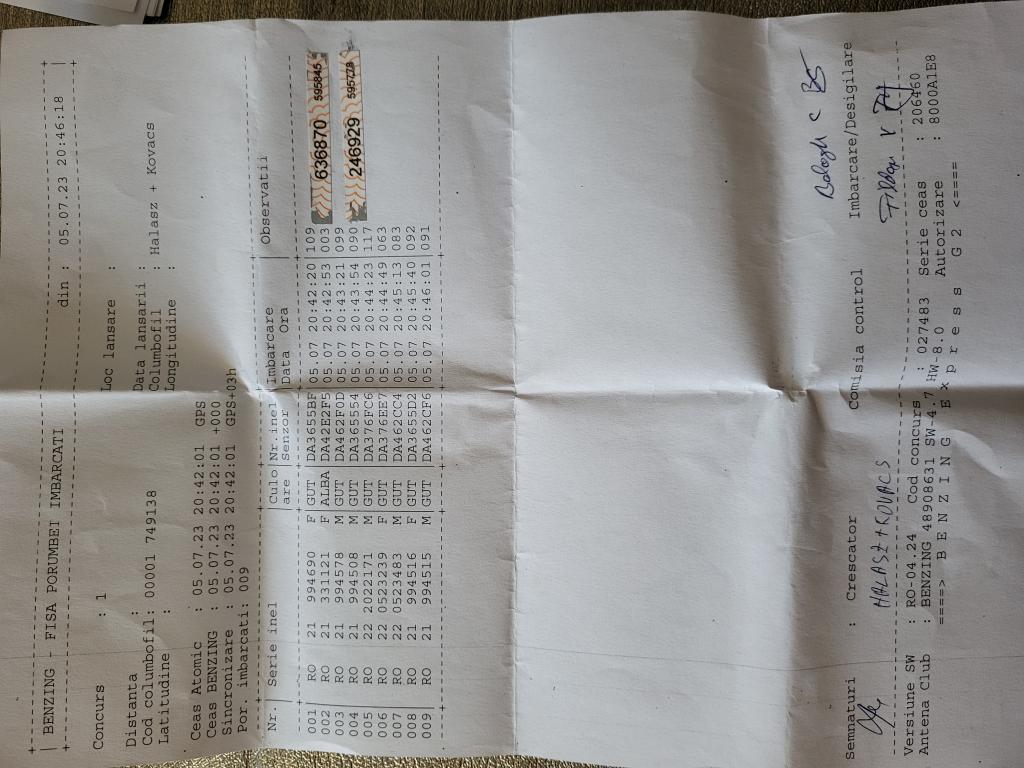 | BENZING - FISA PORUMBEI IMBARCATI din : 05.07.23 20:46:18 |
Concurs : 1 Loc lansare :
Distanta : Data lansarii :
Cod columbofil: 00001 749138 Columbofil : Halasz + Kovacs
Latitudine : Longitudine :
Ceas Atomic : 05.07.23 20:42:01 GPS
Ceas BENZING : 05.07.23 20:42:01 +000
Sincronizare : 05.07.23 20:42:01 GPS+03h
Por. imbarcati: 009
Nr. | Serie inel |Culo|Nr.inel|Imbarcare | Observatii
|are |Senzor |Data Ora |
001 | RO 21 994690 F|GUT |DA3655BF|05.07 20:42:20|109 636870 595845
002 | RO 21 331121 F|ALBA|DA42E2F5|05.07 20:42:53|003
003 | RO 21 994578 M|GUT |DA462F0D|05.07 20:43:21|099 246929
004 | RO 21 994508 M|GUT |DA365554|05.07 20:43:54|090
005 | RO 22 2022171 M|GUT |DA376FC6|05.07 20:44:23|117
006 | RO 22 0523239 F|GUT |DA376EE7|05.07 20:44:49|063
007 | RO 22 0523483 M|GUT |DA462CC4|05.07 20:45:13|083
008 | RO 21 994516 F|GUT |DA3655D2|05.07 20:45:40|092
009 | RO 21 994515 M|GUT |DA462CF6|05.07 20:46:01|091
Semnaturi : Crescator Comisia control Imbarcare/Desigilare
HALASZ + KOVACS
Versiune SW : RO-04.24 Cod concurs : 027483 Serie ceas : 206460
Antena Club : BENZING 48908631 SW-4.7 HW-8.0 Autorizare : 8000A1E8
====> B E N Z I N G E x p r e s s G 2 <====